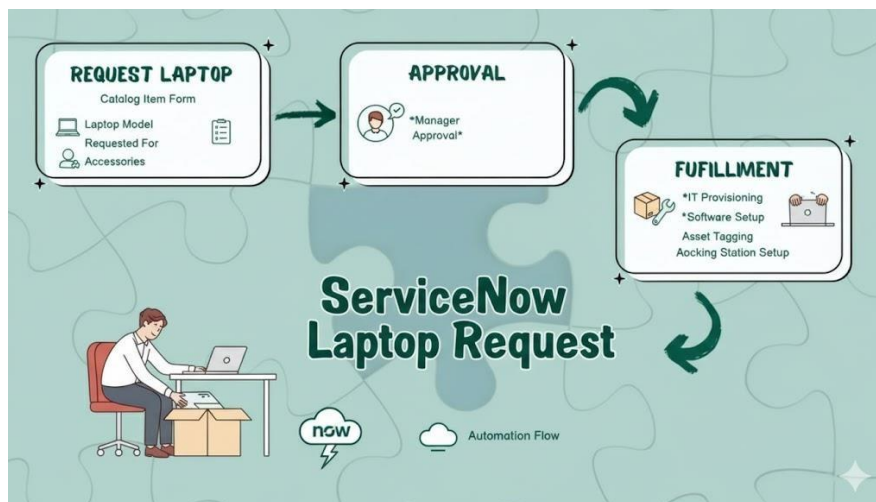 REQUEST LAPTOP
Catalog Item Form
Laptop Model
Requested For
Accessories
APPROVAL
*Manager
Approval*
FUFILLMENT
*IT Provisioning
*Software Setup
Asset Tagging
Aocking Station Setup
ServiceNow
Laptop Request
now
Automation Flow